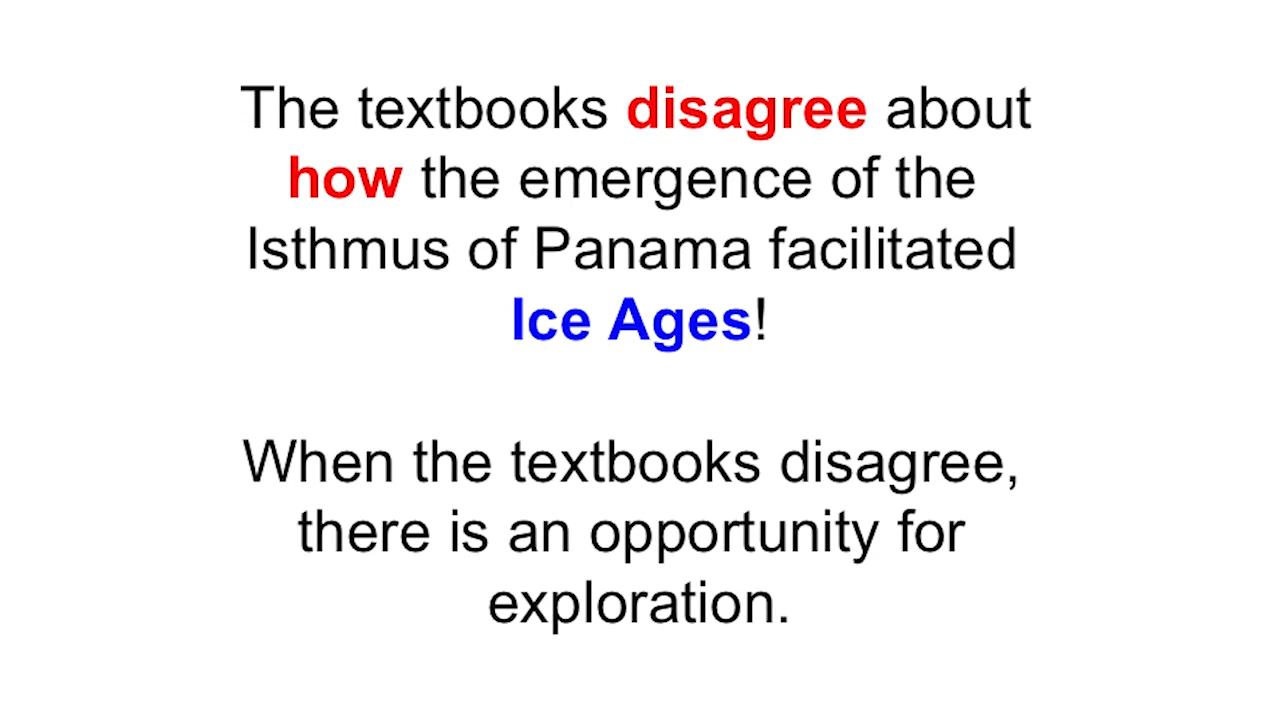 The textbooks disagree about
how the emergence of the
Isthmus of Panama facilitated
Ice Ages!
When the textbooks disagree,
there is an opportunity for
exploration.